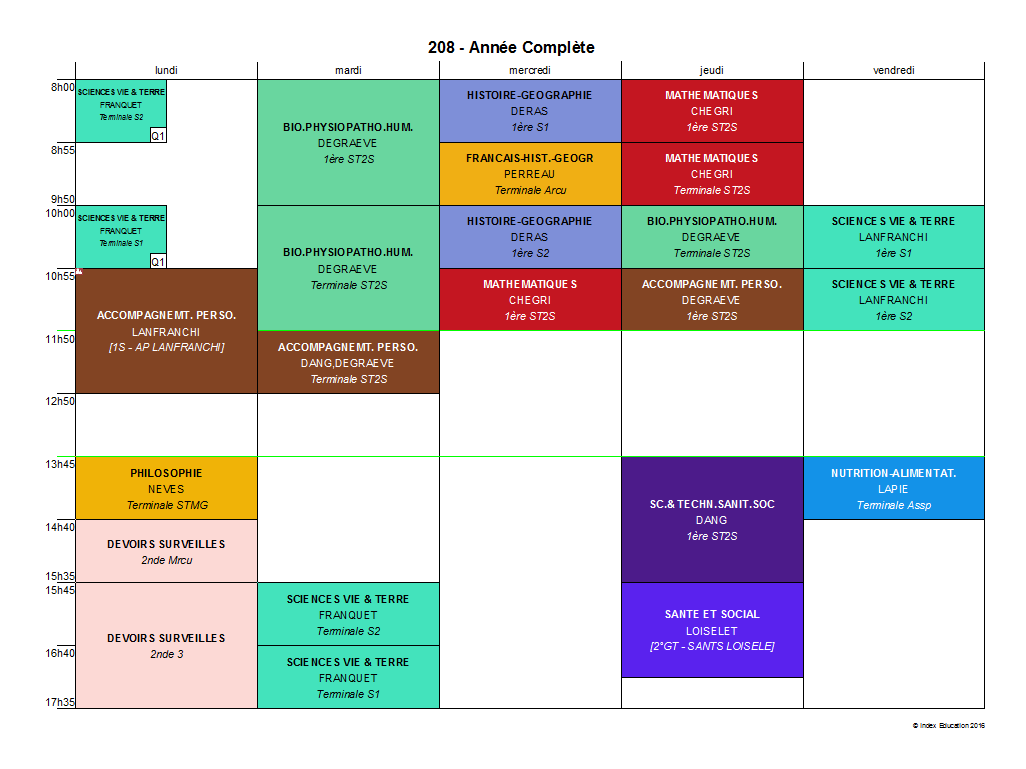 208 - Année Complète
lundi
mardi
mercredi
jeudi
vendredi
8h00
8h55
9h50
10h00
10h55
11h50
12h50
13h45
14h40
15h35
15h45
16h40
17h35
SCIENCES VIE & TERRE
FRANQUET
Terminale S2
Q1
SCIENCES VIE & TERRE
FRANQUET
Terminale S1
Q1
ACCOMPAGNEMT. PERSO.
LANFRANCHI
[1S - AP LANFRANCHI]
PHILOSOPHIE
NEVES
Terminale STMG
DEVOIRS SURVEILLES
2nde Mrcu
DEVOIRS SURVEILLES
2nde 3
BIO.PHYSIOPATHO.HUM.
DEGRAEVE
1ère ST2S
BIO.PHYSIOPATHO.HUM.
DEGRAEVE
Terminale ST2S
ACCOMPAGNEMT. PERSO.
DANG,DEGRAEVE
Terminale ST2S
SCIENCES VIE & TERRE
FRANQUET
Terminale S2
SCIENCES VIE & TERRE
FRANQUET
Terminale S1
HISTOIRE-GEOGRAPHIE
DERAS
1ère S1
FRANCAIS-HIST.-GEOGR
PERREAU
Terminale Arcu
HISTOIRE-GEOGRAPHIE
DERAS
1ère S2
MATHEMATIQUES
CHEGRI
1ère ST2S
MATHEMATIQUES
CHEGRI
1ère ST2S
MATHEMATIQUES
CHEGRI
Terminale ST2S
BIO.PHYSIOPATHO.HUM.
DEGRAEVE
Terminale ST2S
ACCOMPAGNEMT. PERSO.
DEGRAEVE
1ère ST2S
SC.& TECHN.SANIT.SOC
DANG
1ère ST2S
SANTE ET SOCIAL
LOISELET
[2°GT - SANTS LOISELE]
SCIENCES VIE & TERRE
LANFRANCHI
1ère S1
SCIENCES VIE & TERRE
LANFRANCHI
1ère S2
NUTRITION-ALIMENTAT.
LAPIE
Terminale Assp
© Index Education 2016